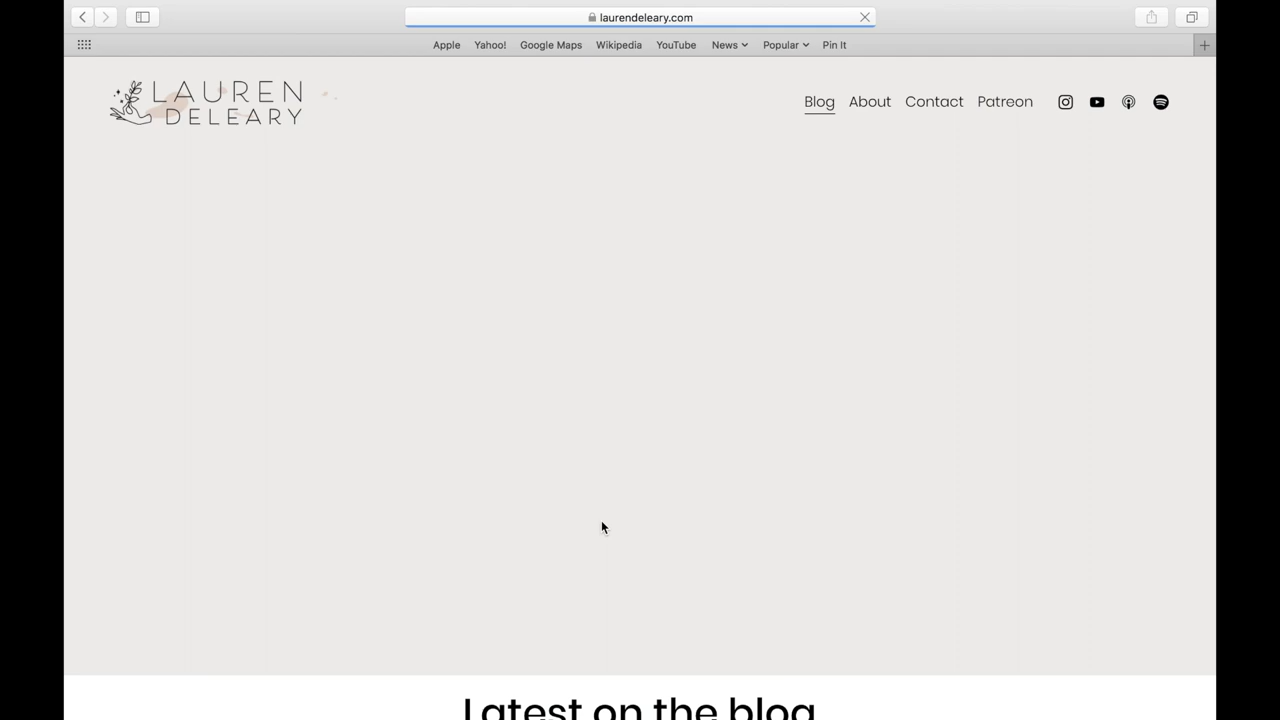 laurendeleary.com
Apple Yahoo! Google Maps Wikipedia YouTube News Popular Pin It
LAUREN
DELEARY
Blog About Contact Patreon
Latest on the blog